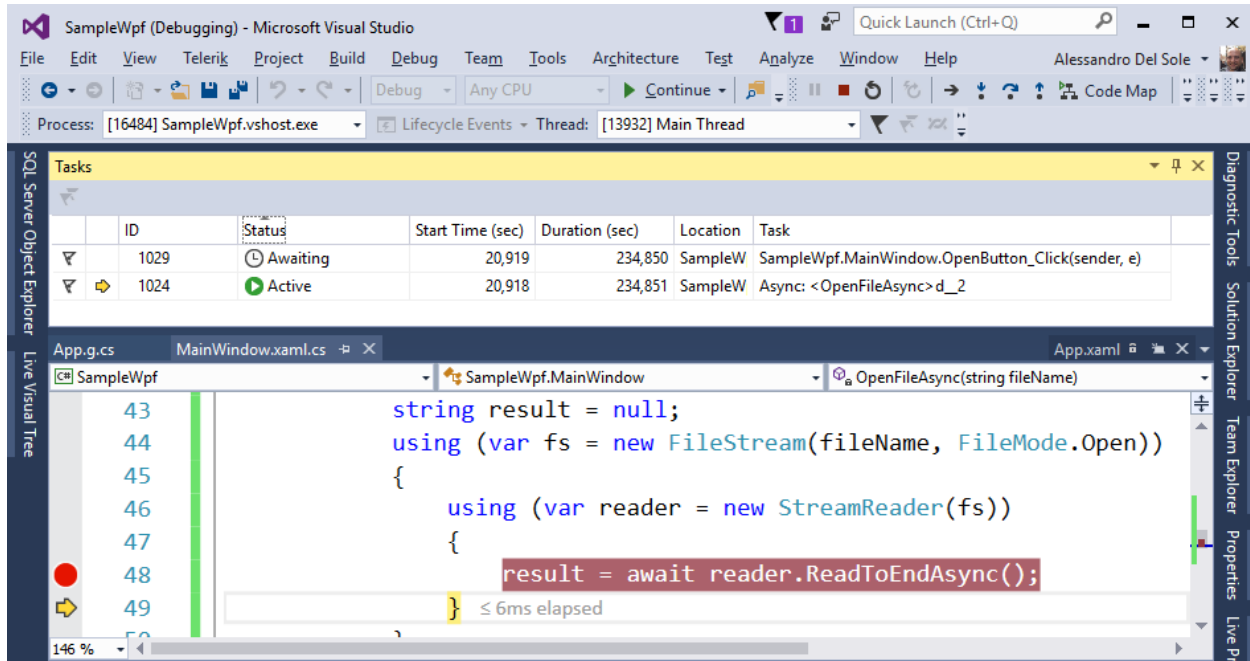 SampleWpf (Debugging) - Microsoft Visual Studio 1 Quick Launch (Ctrl+Q)
File Edit View Telerik Project Build Debug Team Tools Architecture Test Analyze Window Help Alessandro Del Sole
Debug Any CPU Continue Code Map
Process: [16484] SampleWpf.vshost.exe Lifecycle Events Thread: [13932] Main Thread
SQL Server Object Explorer
Live Visual Tree
Tasks
ID Status Start Time (sec) Duration (sec) Location Task
1029 Awaiting 20,919 234,850 SampleW SampleWpf.MainWindow.OpenButton_Click(sender, e)
1024 Active 20,918 234,851 SampleW Async: <OpenFileAsync>d__2
App.g.cs MainWindow.xaml.cs App.xaml
C# SampleWpf SampleWpf.MainWindow OpenFileAsync(string fileName)
43 string result = null;
44 using (var fs = new FileStream(fileName, FileMode.Open))
45 {
46 using (var reader = new StreamReader(fs))
47 {
48 result = await reader.ReadToEndAsync();
49 } ≤ 6ms elapsed
146 %
Diagnostic Tools
Solution Explorer
Team Explorer
Properties